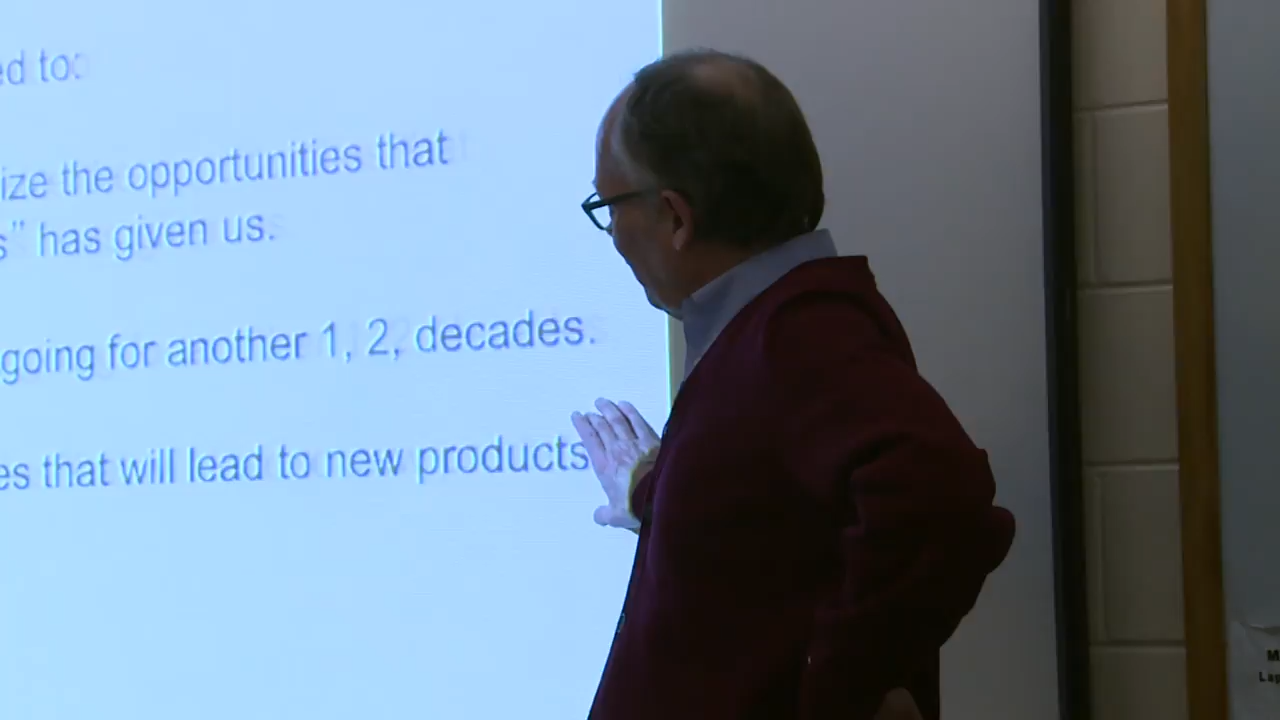 ed to:
ize the opportunities that
s” has given us.
going for another 1, 2, decades.
es that will lead to new products
M
Lap